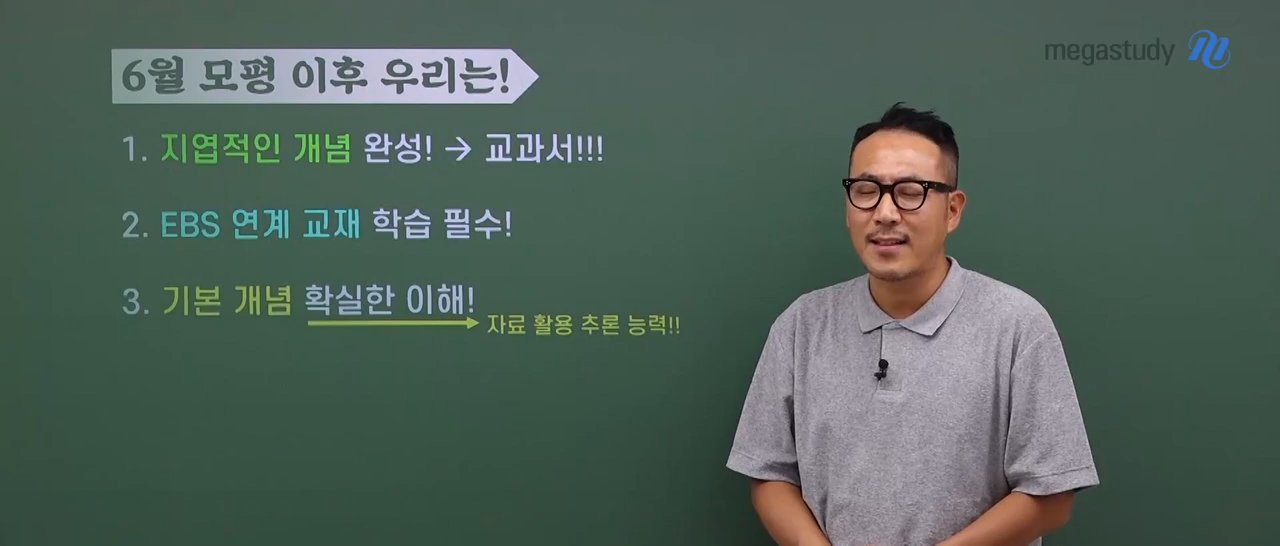 megastudy
6월 모평 이후 우리는!
1. 지엽적인 개념 완성! → 교과서!!!
2. EBS 연계 교재 학습 필수!
3. 기본 개념 확실한 이해!
자료 활용 추론 능력!!